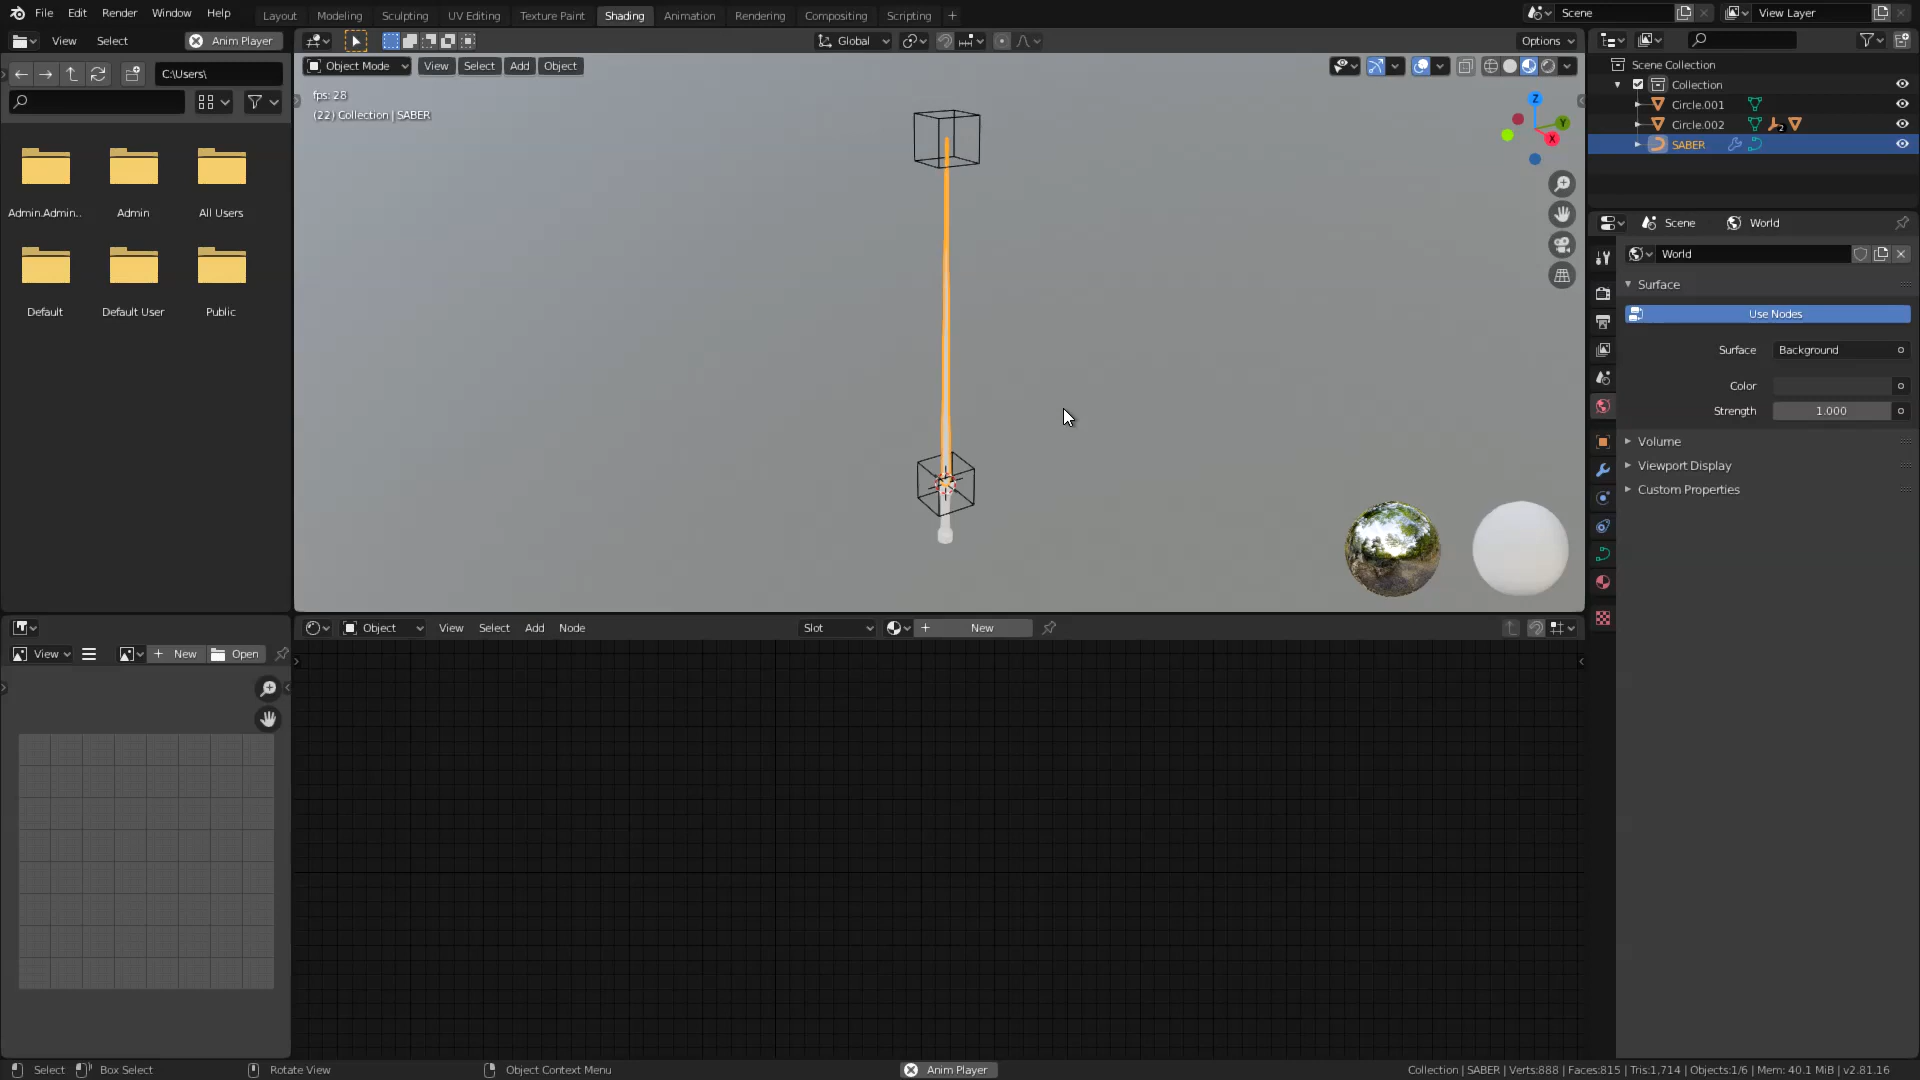 File Edit Render Window Help Layout Modeling Sculpting UV Editing Texture Paint Shading Animation Rendering Compositing Scripting Scene View Layer
View Select Anim Player Global Options
C:\Users\
Object Mode View Select Add Object
fps: 28
(22) Collection | SABER
Z
Y
X
Admin.Admin.. Admin All Users
Default Default User Public
Scene Collection
Collection
Circle.001
Circle.002 2
SABER
Scene World
World
Surface
Use Nodes
Surface Background
Color
Strength 1.000
Volume
Viewport Display
Custom Properties
Object View Select Add Node Slot New
View New Open
Select Box Select Rotate View Object Context Menu Anim Player Collection | SABER | Verts:888 | Faces:815 | Tris:1,714 | Objects:1/6 | Mem: 40.1 MiB | v2.81.16